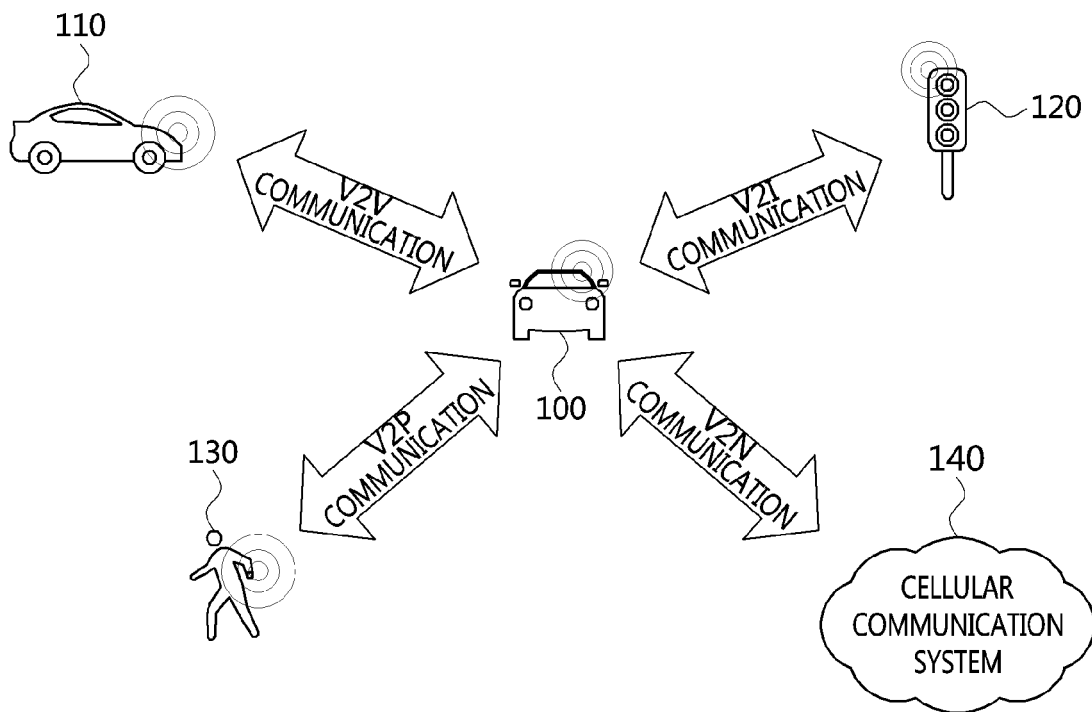 110
120
V2V
COMMUNICATION
V2I
COMMUNICATION
100
V2P
COMMUNICATION
V2N
COMMUNICATION
130
140
CELLULAR
COMMUNICATION
SYSTEM